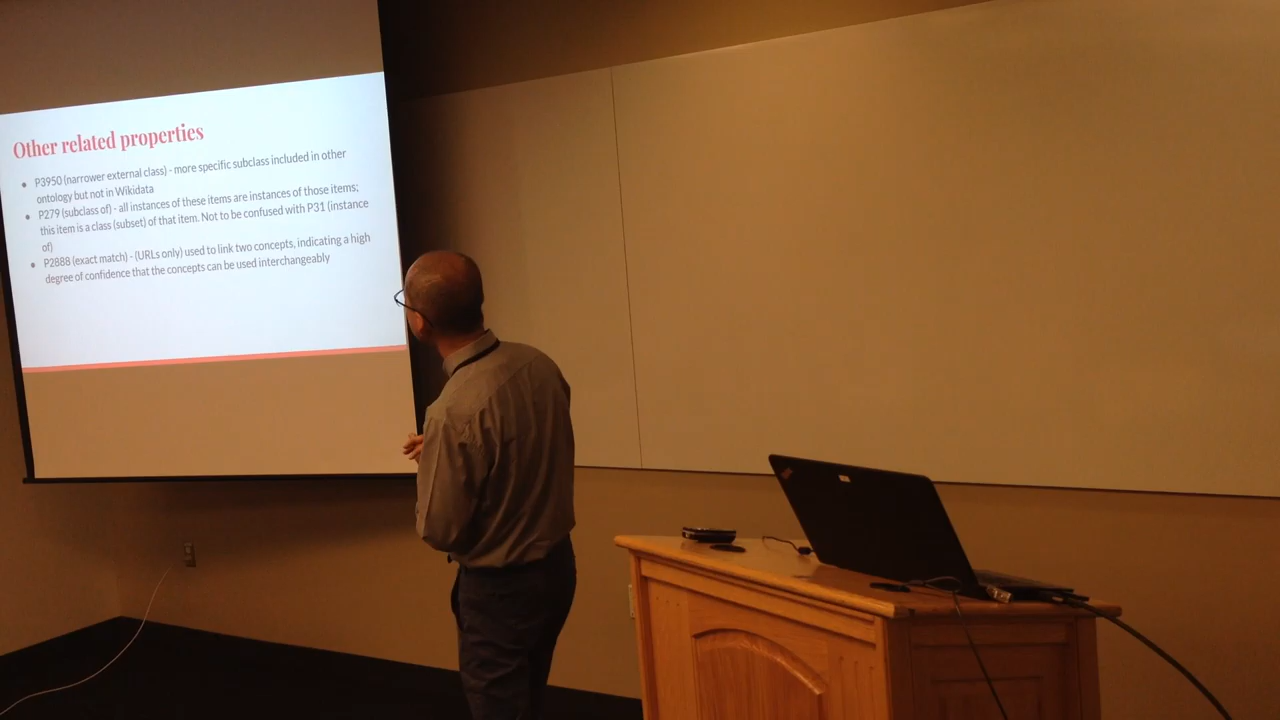 Other related properties
● P3950 (narrower external class) - more specific subclass included in other
ontology but not in Wikidata
● P279 (subclass of) - all instances of these items are instances of those items;
this item is a class (subset) of that item. Not to be confused with P31 (instance
of)
● P2888 (exact match) - (URLs only) used to link two concepts, indicating a high
degree of confidence that the concepts can be used interchangeably